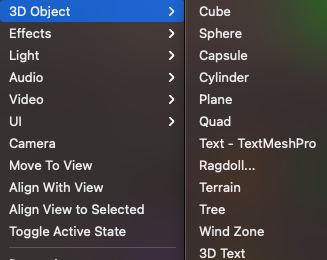 3D Object
Effects
Light
Audio
Video
UI
Camera
Move To View
Align With View
Align View to Selected
Toggle Active State
Cube
Sphere
Capsule
Cylinder
Plane
Quad
Text - TextMeshPro
Ragdoll...
Terrain
Tree
Wind Zone
3D Text